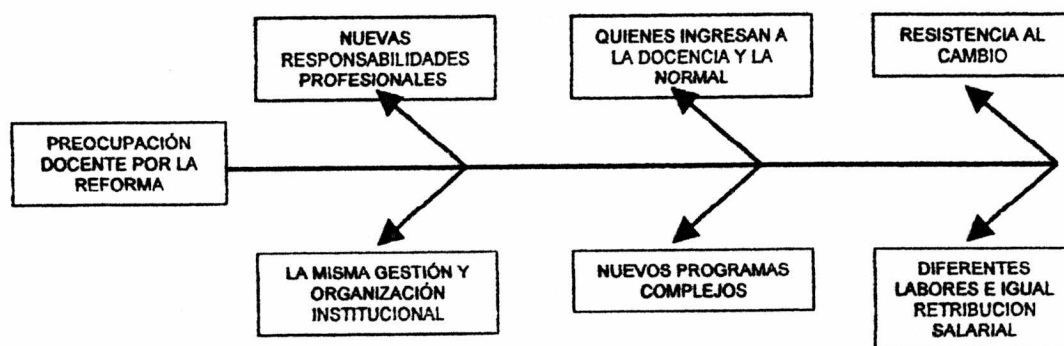 NUEVAS
RESPONSABILIDADES
PROFESIONALES
QUIENES INGRESAN A
LA DOCENCIA Y LA
NORMAL
RESISTENCIA AL
CAMBIO
PREOCUPACIÓN
DOCENTE POR LA
REFORMA
LA MISMA GESTIÓN Y
ORGANIZACIÓN
INSTITUCIONAL
NUEVOS PROGRAMAS
COMPLEJOS
DIFERENTES
LABORES E IGUAL
RETRIBUCION
SALARIAL